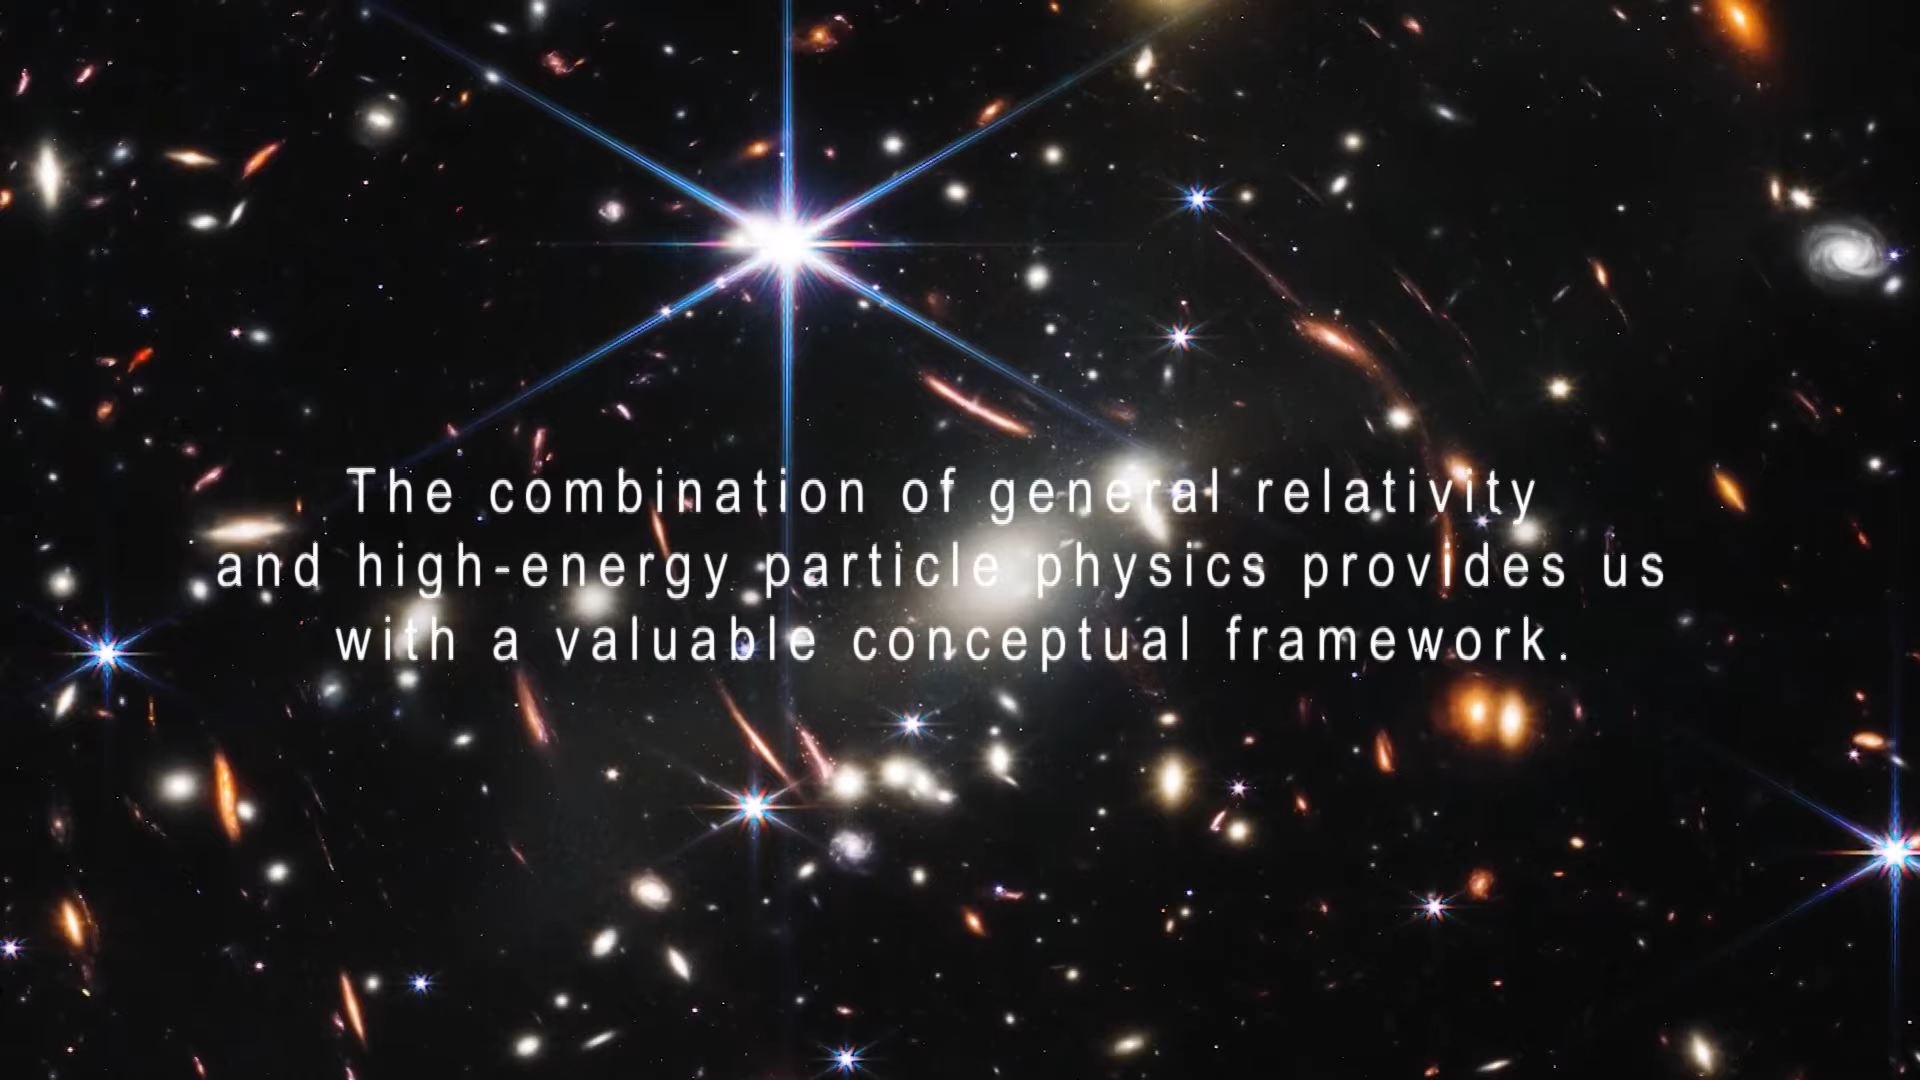 The combination of general relativity
and high-energy particle physics provides us
with a valuable conceptual framework.